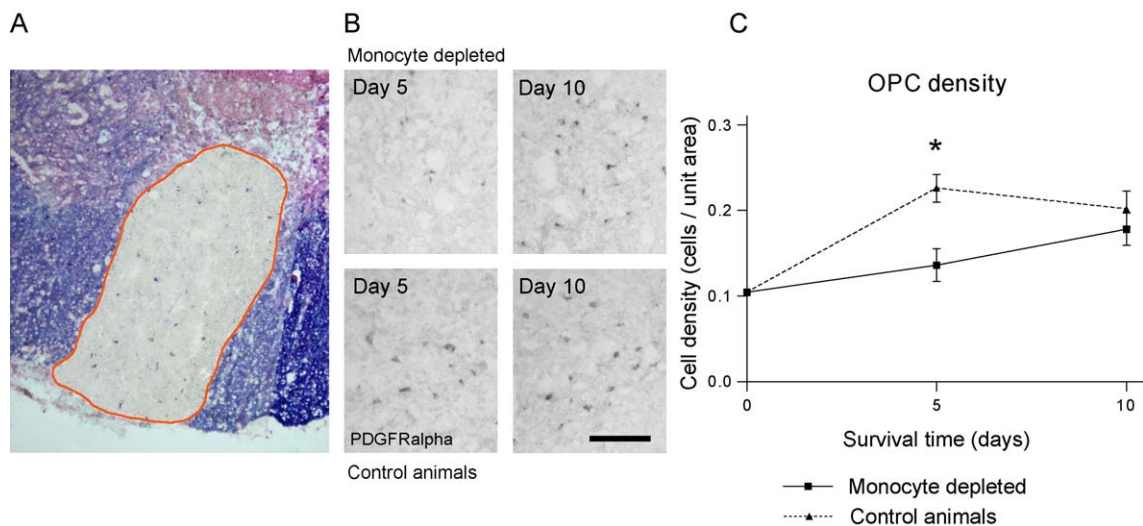 A
B
Monocyte depleted
Day 5
Day 10
Day 5
Day 10
PDGFRalpha
Control animals
C
OPC density
Cell density (cells / unit area)
0.3
0.2
0.1
0.0
*
0
5
10
Survival time (days)
Monocyte depleted
Control animals